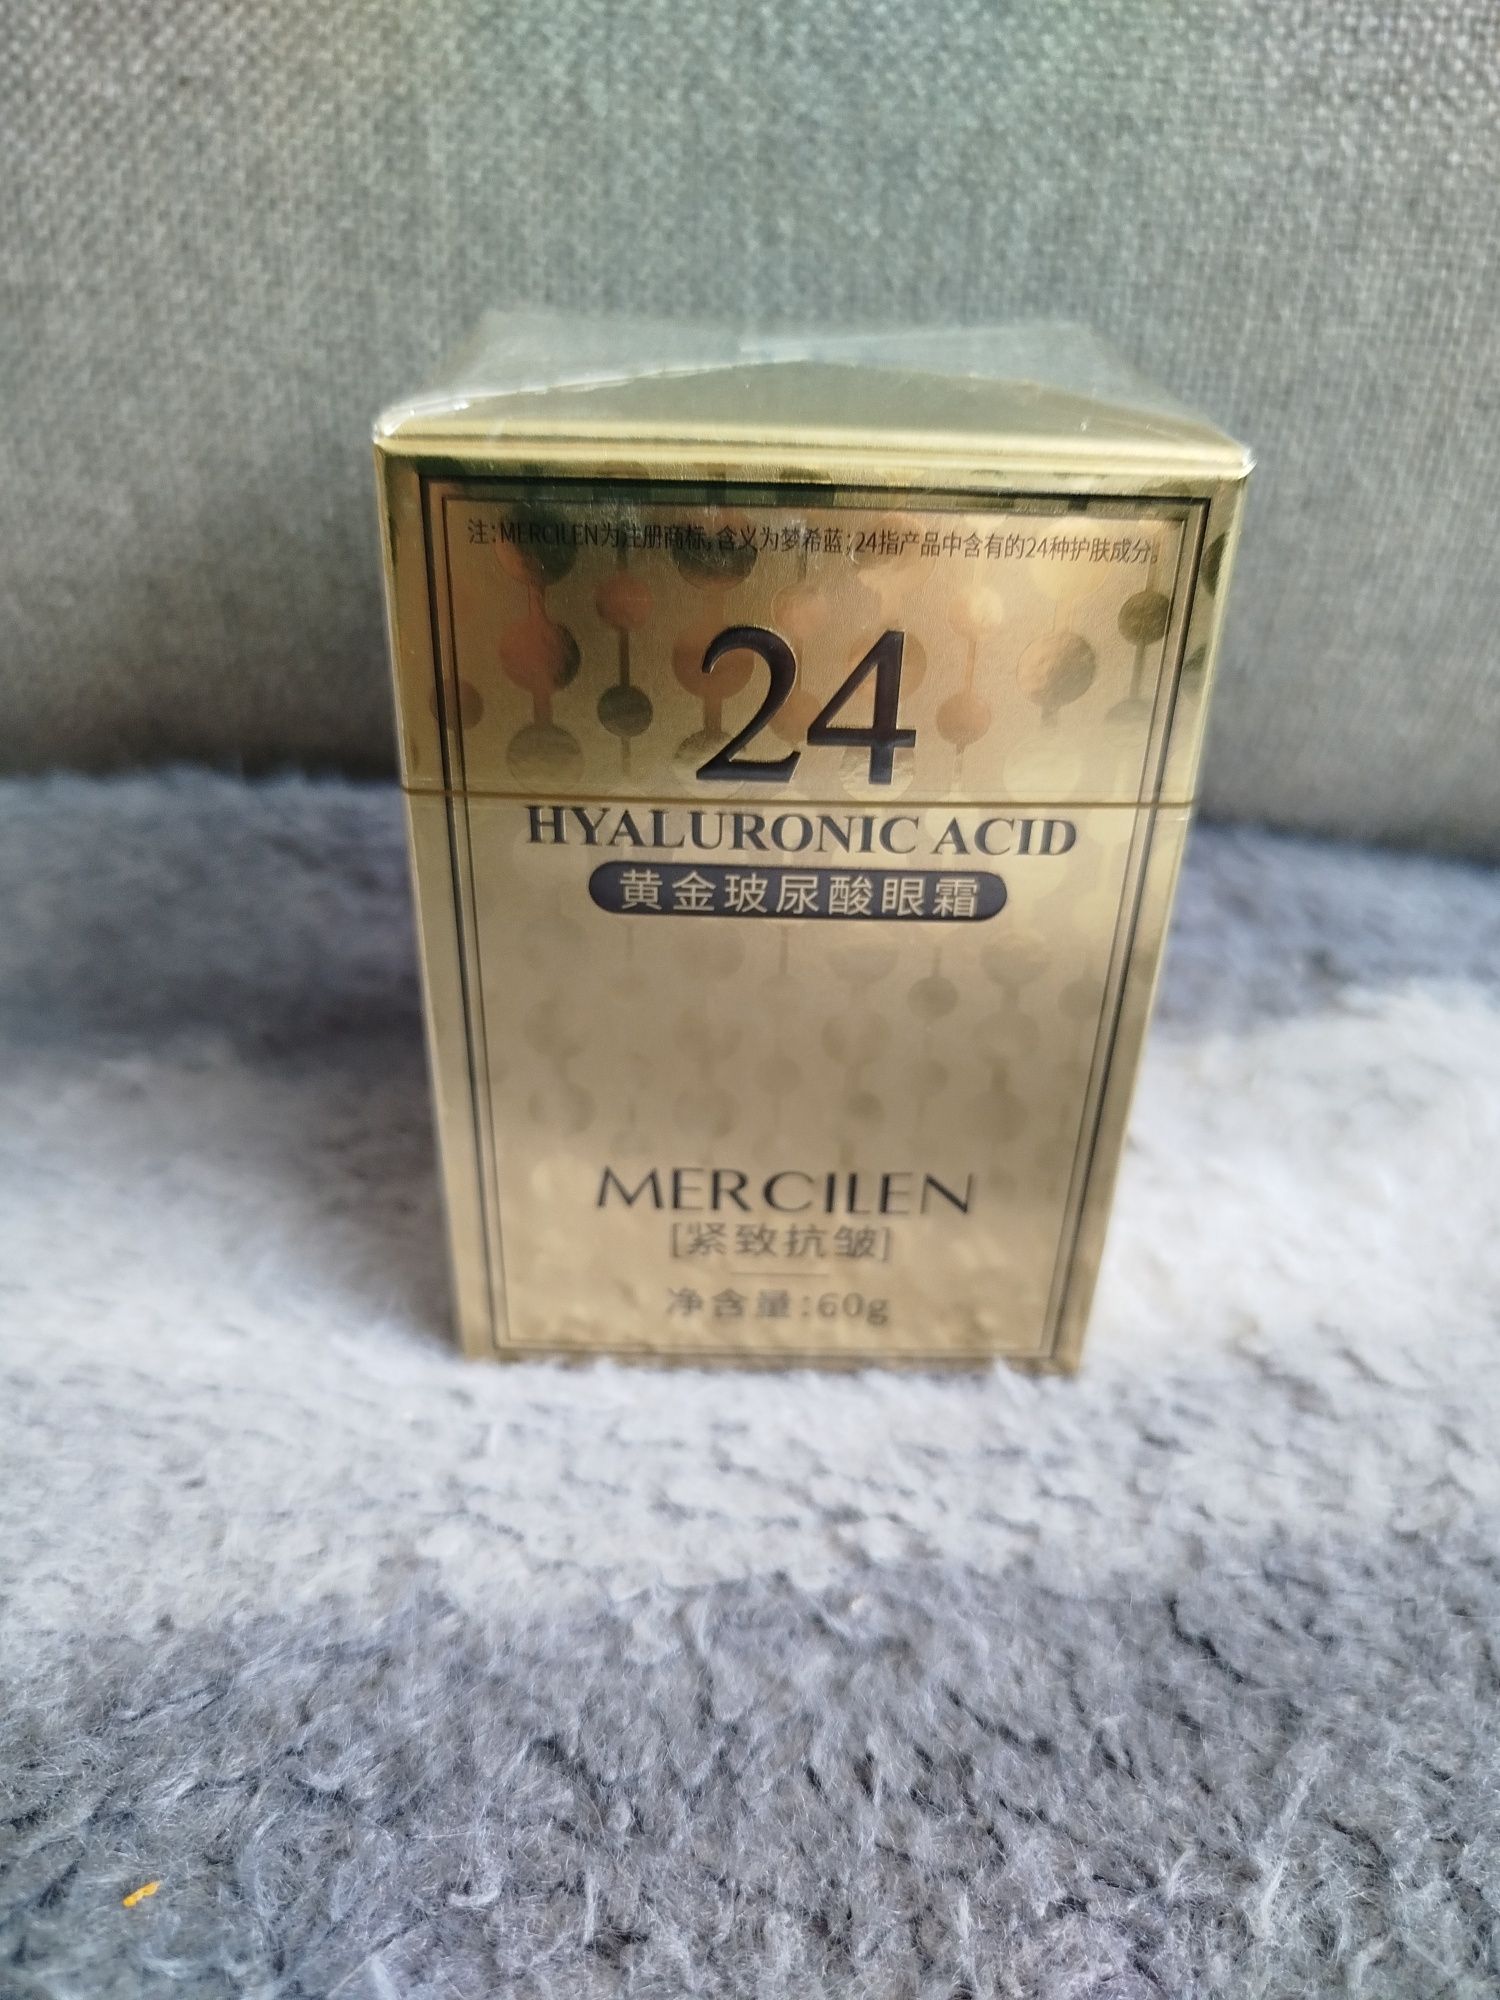 注：MERCILEN为注册商标，含义为梦希蓝；24指产品中含有的24种护肤成分。
24
HYALURONIC ACID
黄金玻尿酸眼霜
MERCILEN
[紧致抗皱]
净含量：60g